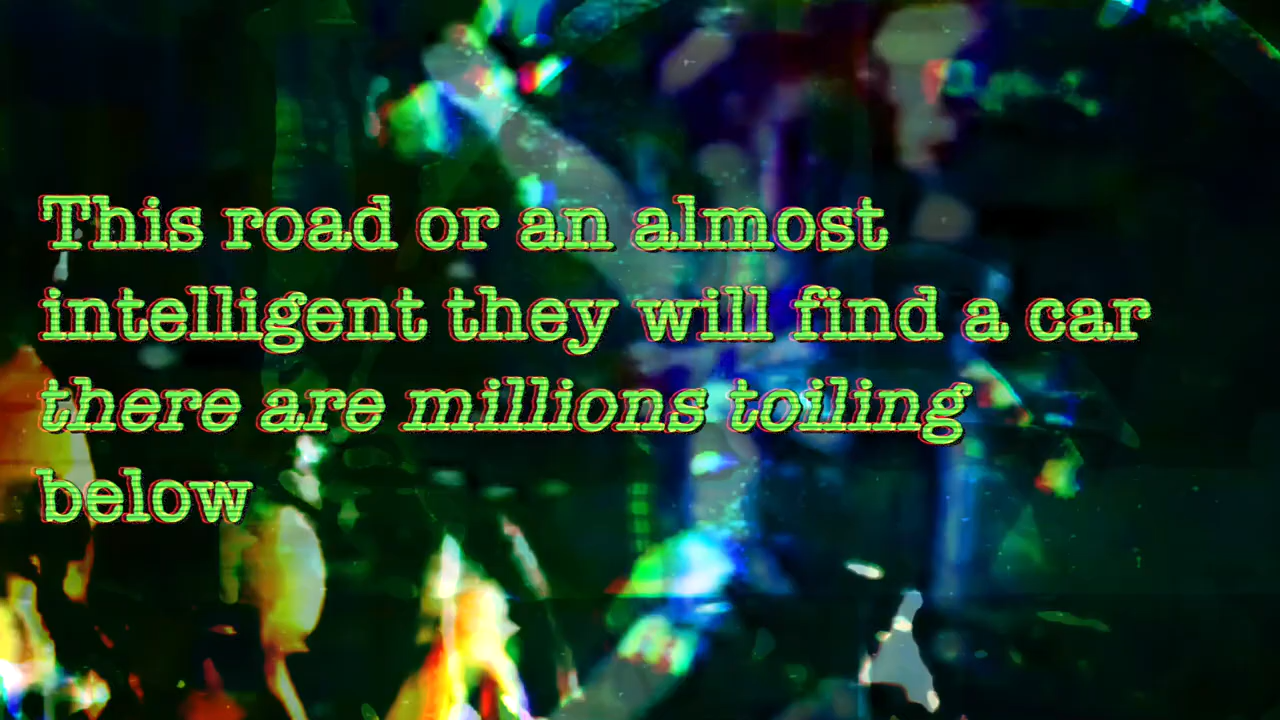 This road or an almost
intelligent they will find a car
there are millions toiling
below